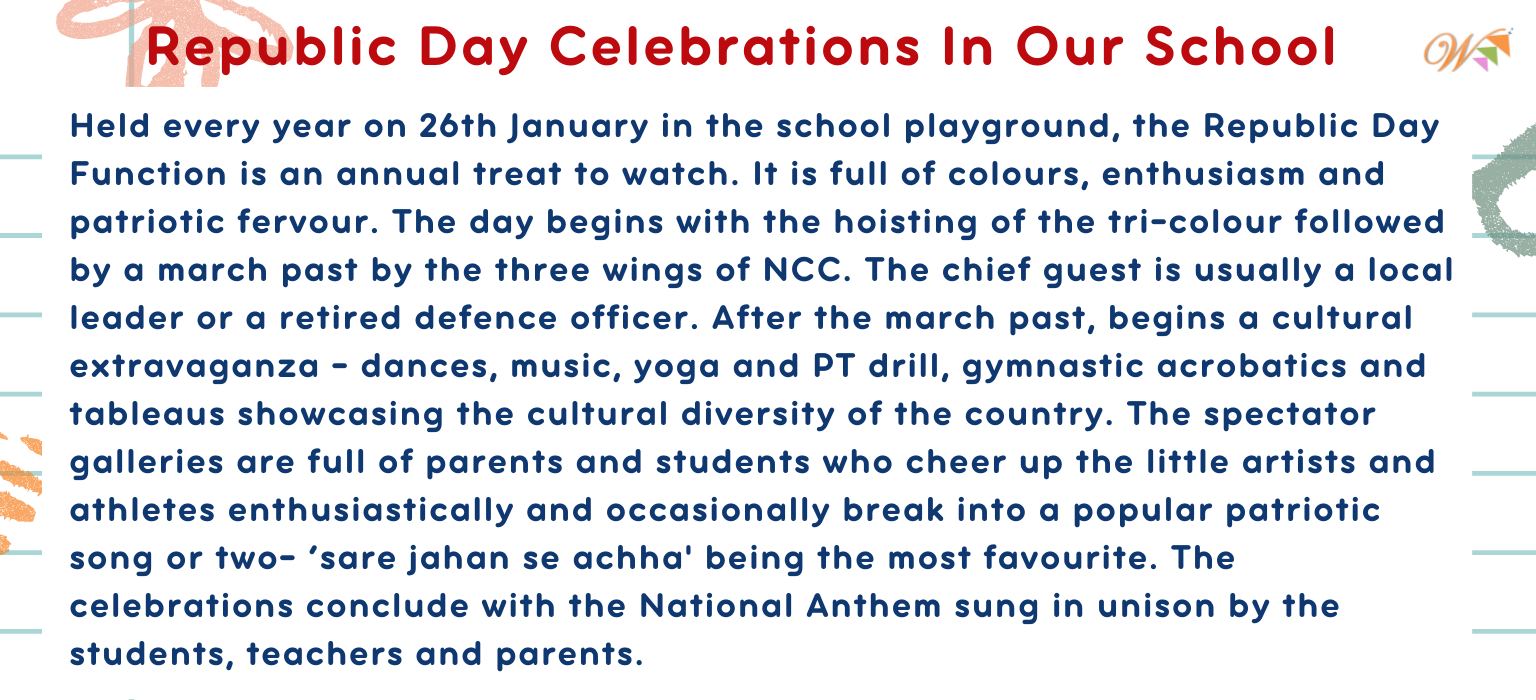 Republic Day Celebrations In Our School
W
Held every year on 26th January in the school playground, the Republic Day
Function is an annual treat to watch. It is full of colours, enthusiasm and
patriotic fervour. The day begins with the hoisting of the tri-colour followed
by a march past by the three wings of NCC. The chief guest is usually a local
leader or a retired defence officer. After the march past, begins a cultural
extravaganza - dances, music, yoga and PT drill, gymnastic acrobatics and
tableaus showcasing the cultural diversity of the country. The spectator
galleries are full of parents and students who cheer up the little artists and
athletes enthusiastically and occasionally break into a popular patriotic
song or two- ‘sare jahan se achha' being the most favourite. The
celebrations conclude with the National Anthem sung in unison by the
students, teachers and parents.